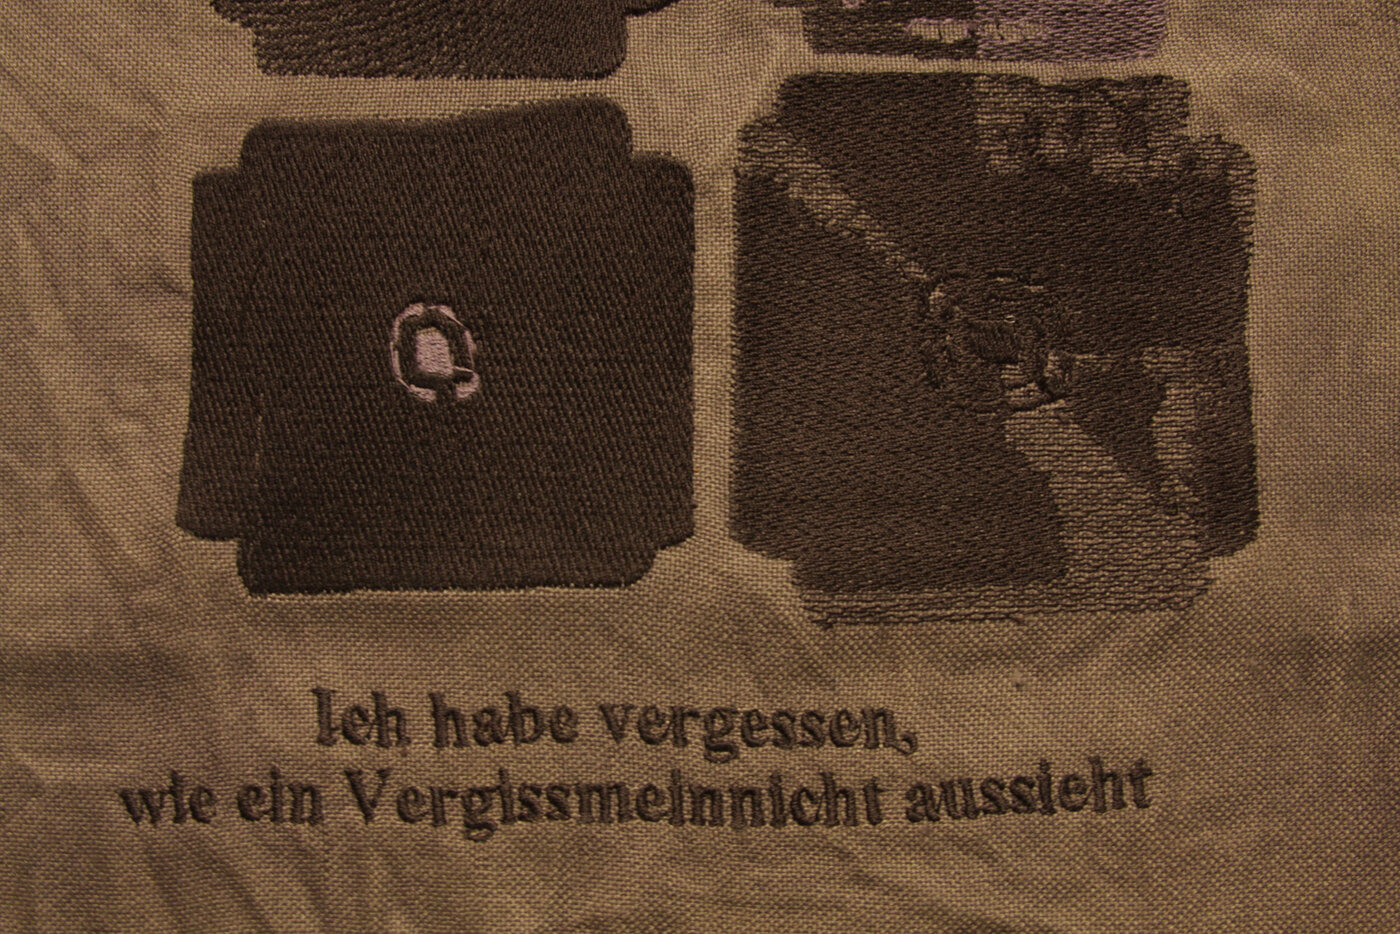 Ich habe vergessen,
wie ein Vergissmeinnicht aussieht